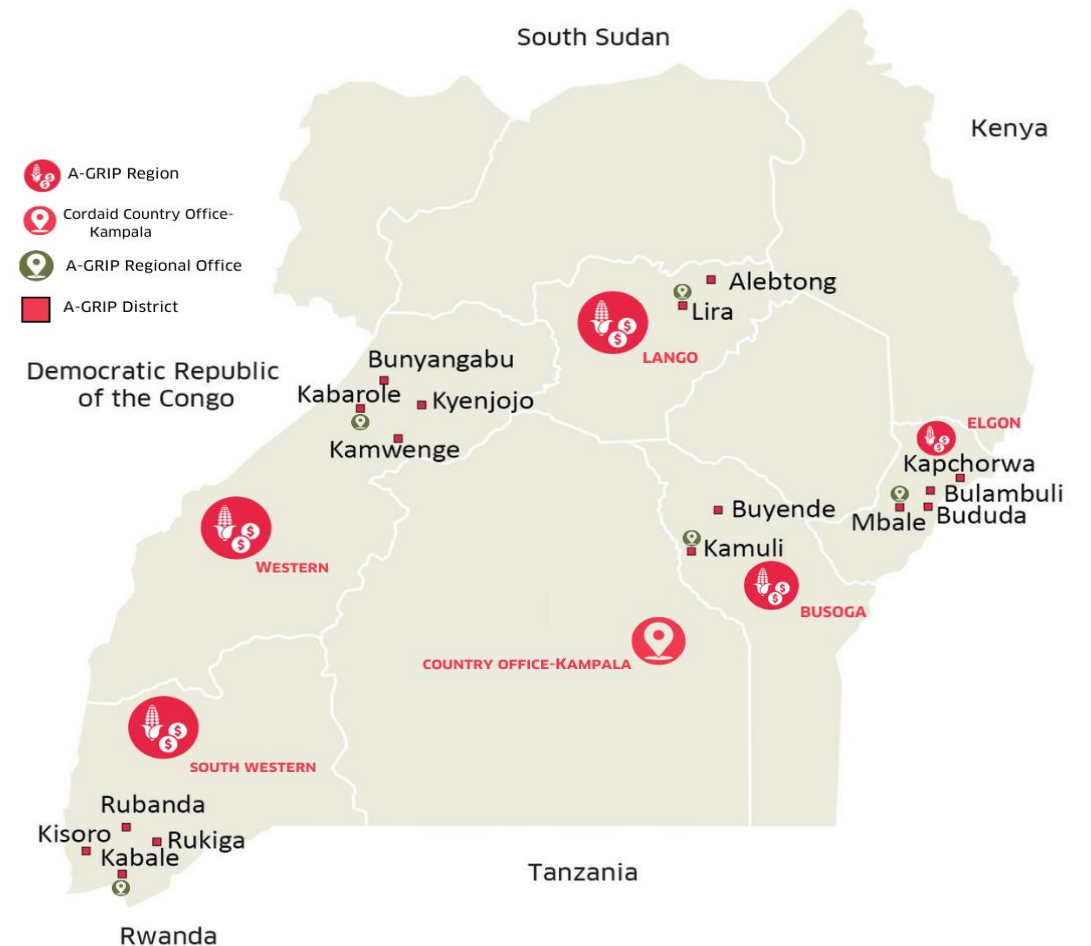 South Sudan
Kenya
A-GRIP Region
Cordaid Country Office-
Kampala
A-GRIP Regional Office
A-GRIP District
Democratic Republic
of the Congo
Alebtong
Lira
LANGO
Bunyangabu
Kabarole
Kyenjojo
Kamwenge
ELGON
Kapchorwa
Bulambuli
Mbale
Bududa
Buyende
Kamuli
WESTERN
BUSOGA
COUNTRY OFFICE-KAMPALA
SOUTH WESTERN
Rubanda
Kisoro
Rukiga
Kabale
Tanzania
Rwanda